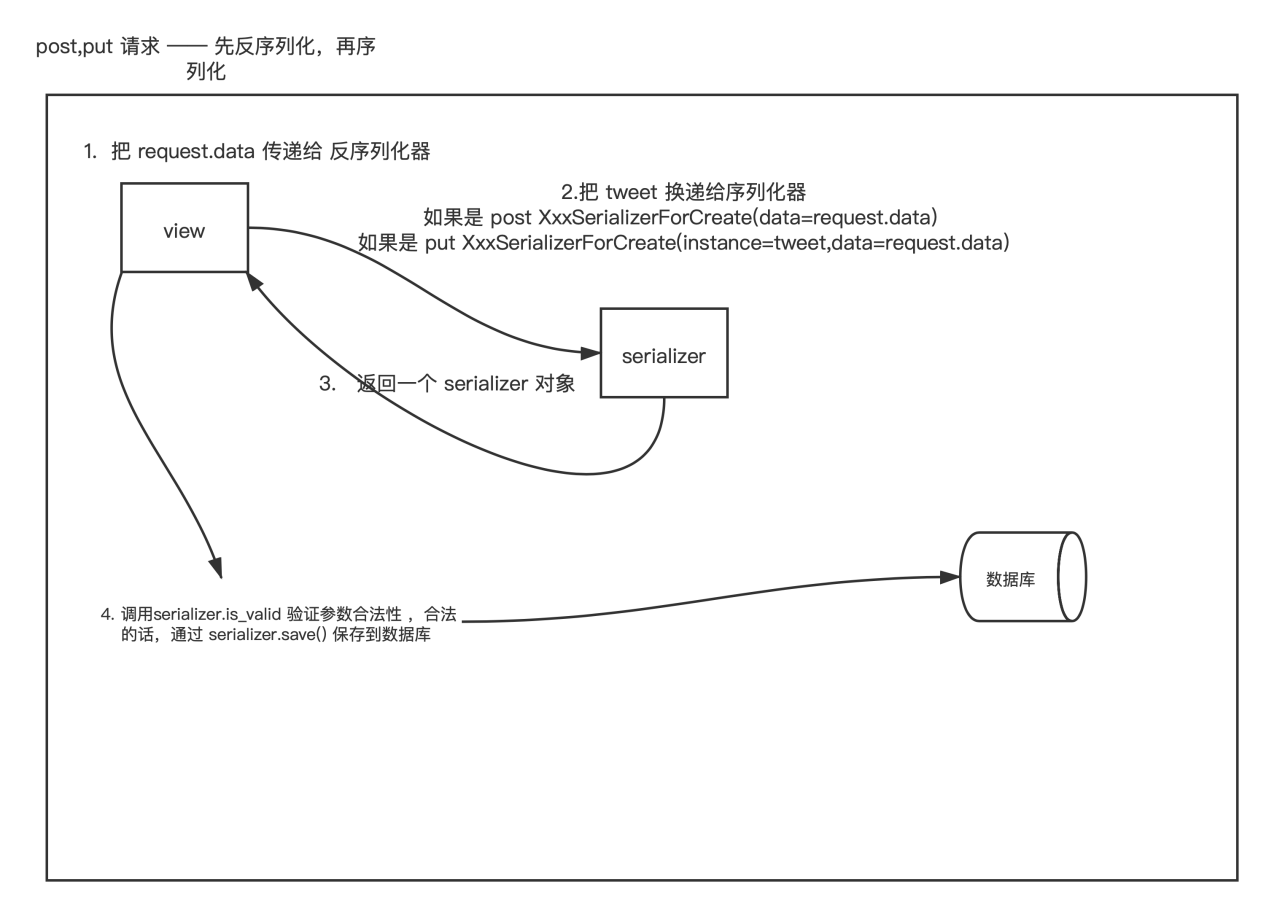 post,put 请求 —— 先反序列化，再序
列化
1. 把 request.data 传递给 反序列化器
view
2.把 tweet 换递给序列化器
如果是 post XxxSerializerForCreate(data=request.data)
如果是 put XxxSerializerForCreate(instance=tweet,data=request.data)
serializer
3. 返回一个 serializer 对象
数据库
4. 调用serializer.is_valid 验证参数合法性 ，合法
的话，通过 serializer.save() 保存到数据库